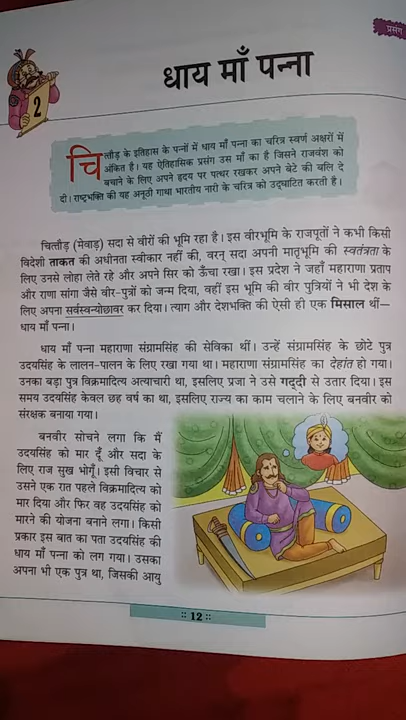 प्रसंग
2
धाय माँ पन्ना
चित्तौड़ के इतिहास के पन्नों में धाय माँ पन्ना का चरित्र स्वर्ण अक्षरों में
अंकित है। यह ऐतिहासिक प्रसंग उस माँ का है जिसने राजवंश को
बचाने के लिए अपने हृदय पर पत्थर रखकर अपने बेटे की बलि दे
दी। राष्ट्रभक्ति की यह अनूठी गाथा भारतीय नारी के चरित्र को उद्घाटित करती है।
चित्तौड़ (मेवाड़) सदा से वीरों की भूमि रहा है। इस वीरभूमि के राजपूतों ने कभी किसी
विदेशी ताकत की अधीनता स्वीकार नहीं की, वरन् सदा अपनी मातृभूमि की स्वतंत्रता के
लिए उनसे लोहा लेते रहे और अपने सिर को ऊँचा रखा। इस प्रदेश ने जहाँ महाराणा प्रताप
और राणा सांगा जैसे वीर-पुत्रों को जन्म दिया, वहीं इस भूमि की वीर पुत्रियों ने भी देश के
लिए अपना सर्वस्वन्योछावर कर दिया। त्याग और देशभक्ति की ऐसी ही एक मिसाल थीं—
धाय माँ पन्ना।
धाय माँ पन्ना महाराणा संग्रामसिंह की सेविका थीं। उन्हें संग्रामसिंह के छोटे पुत्र
उदयसिंह के लालन-पालन के लिए रखा गया था। महाराणा संग्रामसिंह का देहांत हो गया।
उनका बड़ा पुत्र विक्रमादित्य अत्याचारी था, इसलिए प्रजा ने उसे गद्दी से उतार दिया। इस
समय उदयसिंह केवल छह वर्ष का था, इसलिए राज्य का काम चलाने के लिए बनवीर को
संरक्षक बनाया गया।
बनवीर सोचने लगा कि मैं
उदयसिंह को मार दूँ और सदा के
लिए राज सुख भोगूँ। इसी विचार से
उसने एक रात पहले विक्रमादित्य को
मार दिया और फिर वह उदयसिंह को
मारने की योजना बनाने लगा। किसी
प्रकार इस बात का पता उदयसिंह की
धाय माँ पन्ना को लग गया। उसका
अपना भी एक पुत्र था, जिसकी आयु
:: 12 ::